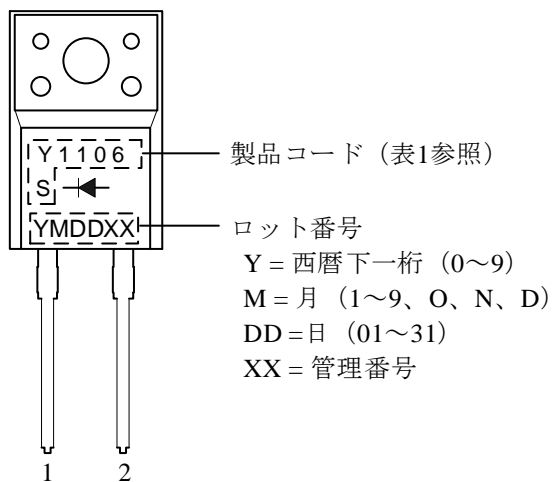 Y1106
S
YMDDXX
製品コード（表1参照）
ロット番号
Y = 西暦下一桁（0～9）
M = 月（1～9、O、N、D）
DD =日（01～31）
XX = 管理番号
1 2